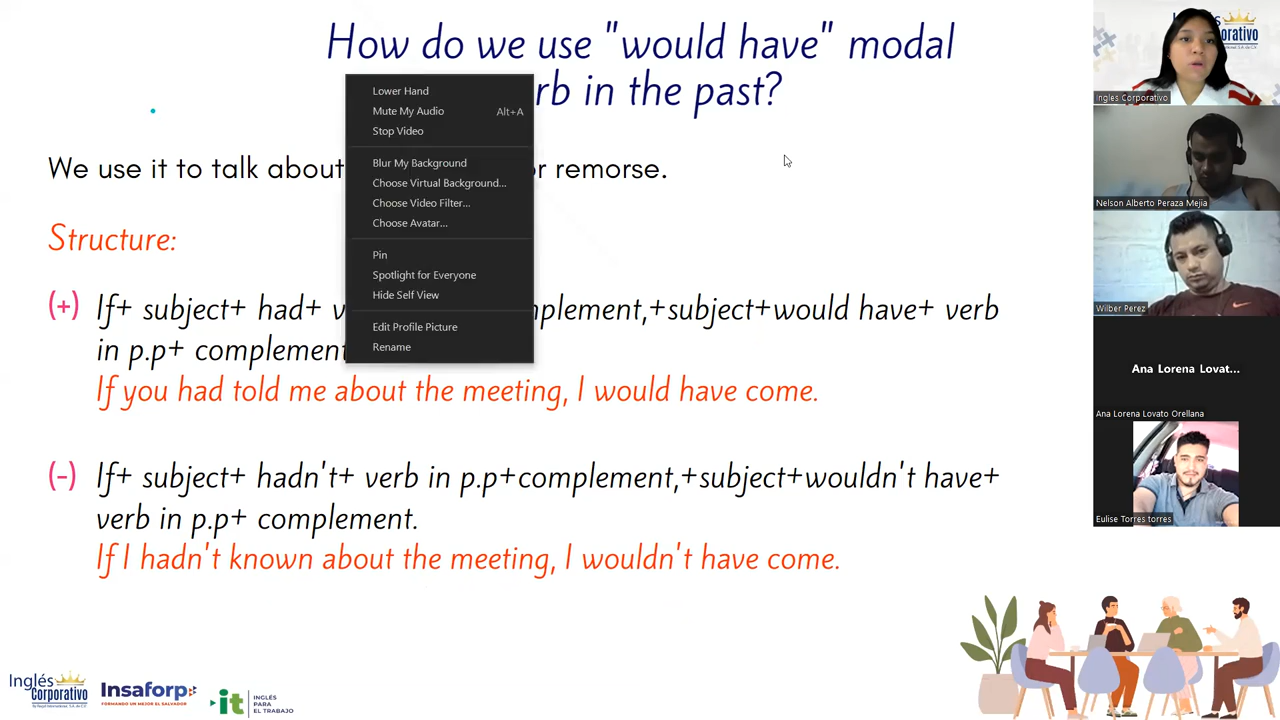 How do we use "would have" modal
rb in the past?
We use it to talk about
or remorse.
Structure:
(+) If+ subject+ had+ v
mplement,+subject+would have+ verb
in p.p+ complement
If you had told me about the meeting, I would have come.
(-) If+ subject+ hadn't+ verb in p.p+complement,+subject+wouldn't have+
verb in p.p+ complement.
If I hadn't known about the meeting, I wouldn't have come.
Lower Hand
Mute My Audio Alt+A
Stop Video
Blur My Background
Choose Virtual Background...
Choose Video Filter...
Choose Avatar...
Pin
Spotlight for Everyone
Hide Self View
Edit Profile Picture
Rename
Inglés Corporativo
Nelson Alberto Peraza Mejia
Wilber Perez
Ana Lorena Lovat...
Ana Lorena Lovato Orellana
Eulise Torres torres
Inglés
Corporativo
Insaforp
FORMANDO UN MEJOR EL SALVADOR
it
INGLÉS
PARA
EL TRABAJO